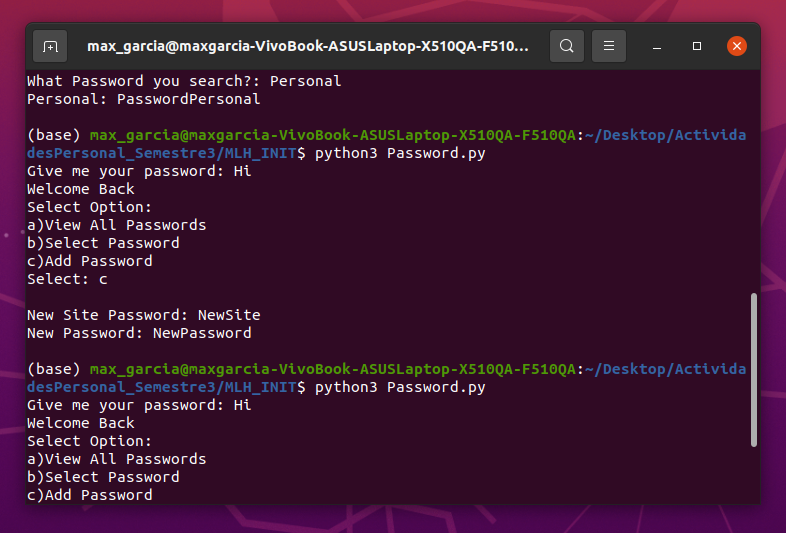 max_garcia@maxgarcia-VivoBook-ASUSLaptop-X510QA-F510...
What Password you search?: Personal
Personal: PasswordPersonal
(base) max_garcia@maxgarcia-VivoBook-ASUSLaptop-X510QA-F510QA:~/Desktop/Activida
desPersonal_Semestre3/MLH_INIT$ python3 Password.py
Give me your password: Hi
Welcome Back
Select Option:
a)View All Passwords
b)Select Password
c)Add Password
Select: c
New Site Password: NewSite
New Password: NewPassword
(base) max_garcia@maxgarcia-VivoBook-ASUSLaptop-X510QA-F510QA:~/Desktop/Activida
desPersonal_Semestre3/MLH_INIT$ python3 Password.py
Give me your password: Hi
Welcome Back
Select Option:
a)View All Passwords
b)Select Password
c)Add Password